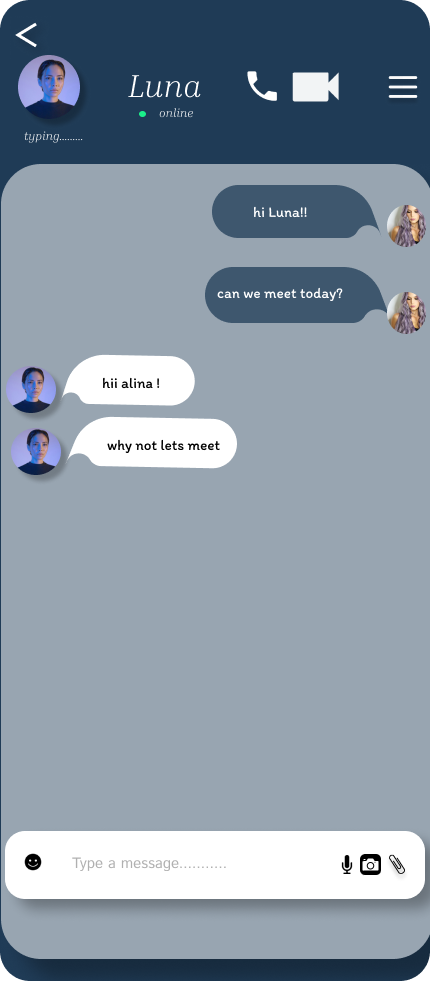 Luna
online
typing.........
hi Luna!!
can we meet today?
hii alina !
why not lets meet
Type a message...........